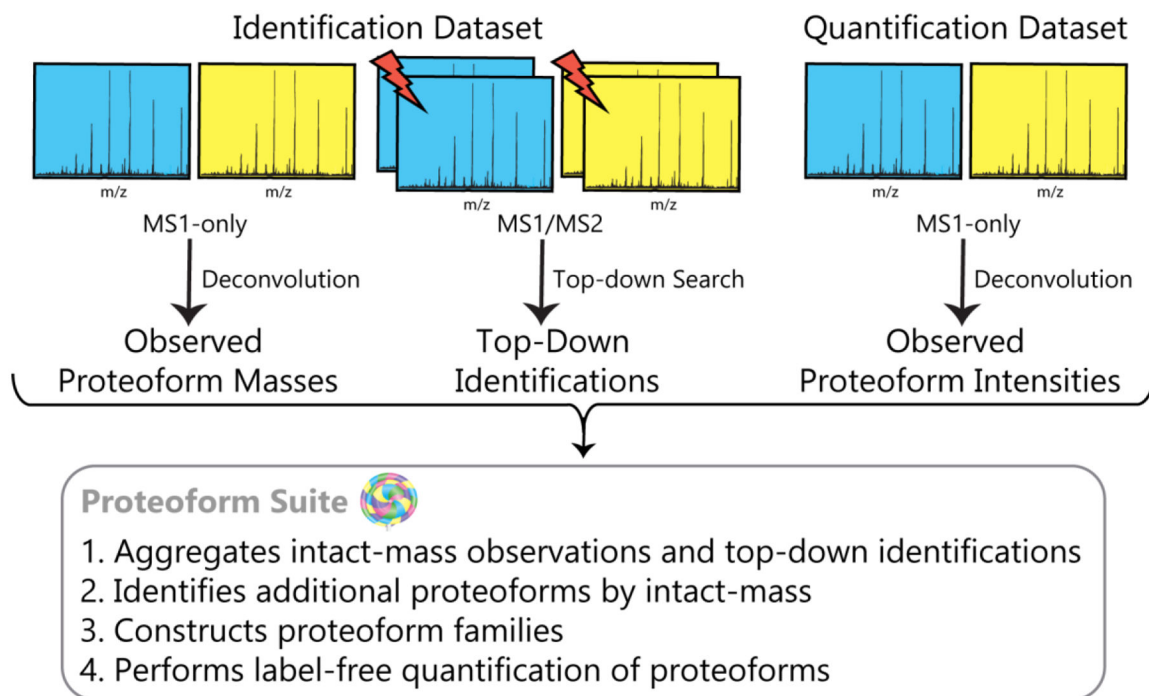 Identification Dataset
Quantification Dataset
m/z
m/z
m/z
m/z
m/z
m/z
MS1-only
MS1/MS2
MS1-only
Deconvolution
Top-down Search
Deconvolution
Observed
Proteoform Masses
Top-Down
Identifications
Observed
Proteoform Intensities
Proteoform Suite
1. Aggregates intact-mass observations and top-down identifications
2. Identifies additional proteoforms by intact-mass
3. Constructs proteoform families
4. Performs label-free quantification of proteoforms